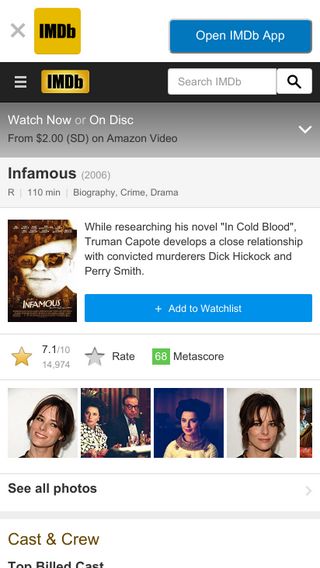 IMDb
Open IMDb App
IMDb
Search IMDb
Watch Now or On Disc
From $2.00 (SD) on Amazon Video
Infamous (2006)
R | 110 min | Biography, Crime, Drama
INFAMOUS
While researching his novel "In Cold Blood",
Truman Capote develops a close relationship
with convicted murderers Dick Hickock and
Perry Smith.
+ Add to Watchlist
7.1/10
14,974
Rate
68 Metascore
See all photos
Cast & Crew
Top Billed Cast